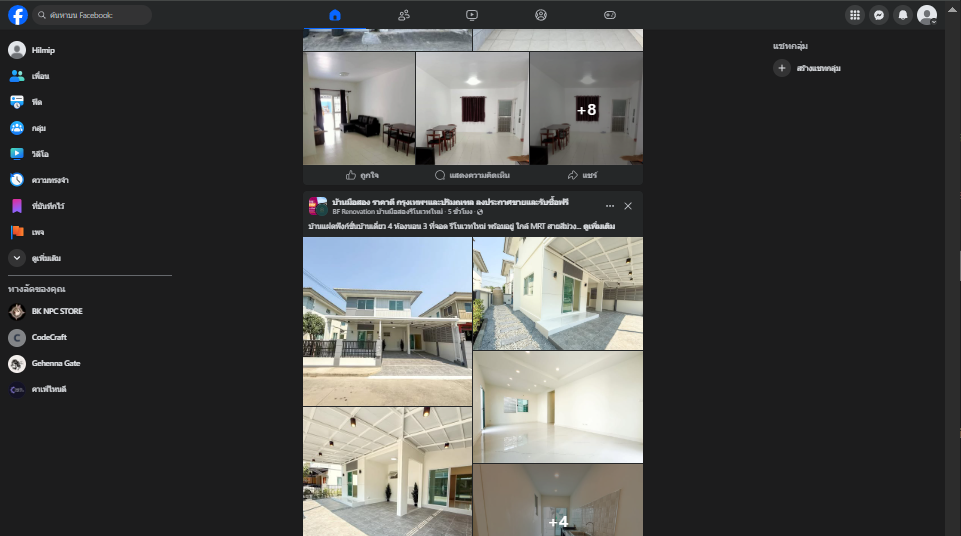 ค้นหาบน Facebook
Hilmip
เพื่อน
ฟีด
กลุ่ม
วิดีโอ
ความทรงจำ
ที่บันทึกไว้
เพจ
ดูเพิ่มเติม
ทางลัดของคุณ
BK NPC STORE
CodeCraft
Gehenna Gate
คาเฟ่ไหนดี
+8
ถูกใจ
แสดงความคิดเห็น
แชร์
บ้านมือสอง ราคาดี กรุงเทพฯและปริมณฑล ลงประกาศขายและรับซื้อฟรี
BF Renovation บ้านมือสองรีโนเวทใหม่ · 5 ชั่วโมง ·
บ้านแฝดฟังก์ชั่นบ้านเดี่ยว 4 ห้องนอน 3 ที่จอด รีโนเวทใหม่ พร้อมอยู่ ใกล้ MRT สายสีม่วง... ดูเพิ่มเติม
+4
แชทกลุ่ม
สร้างแชทกลุ่ม